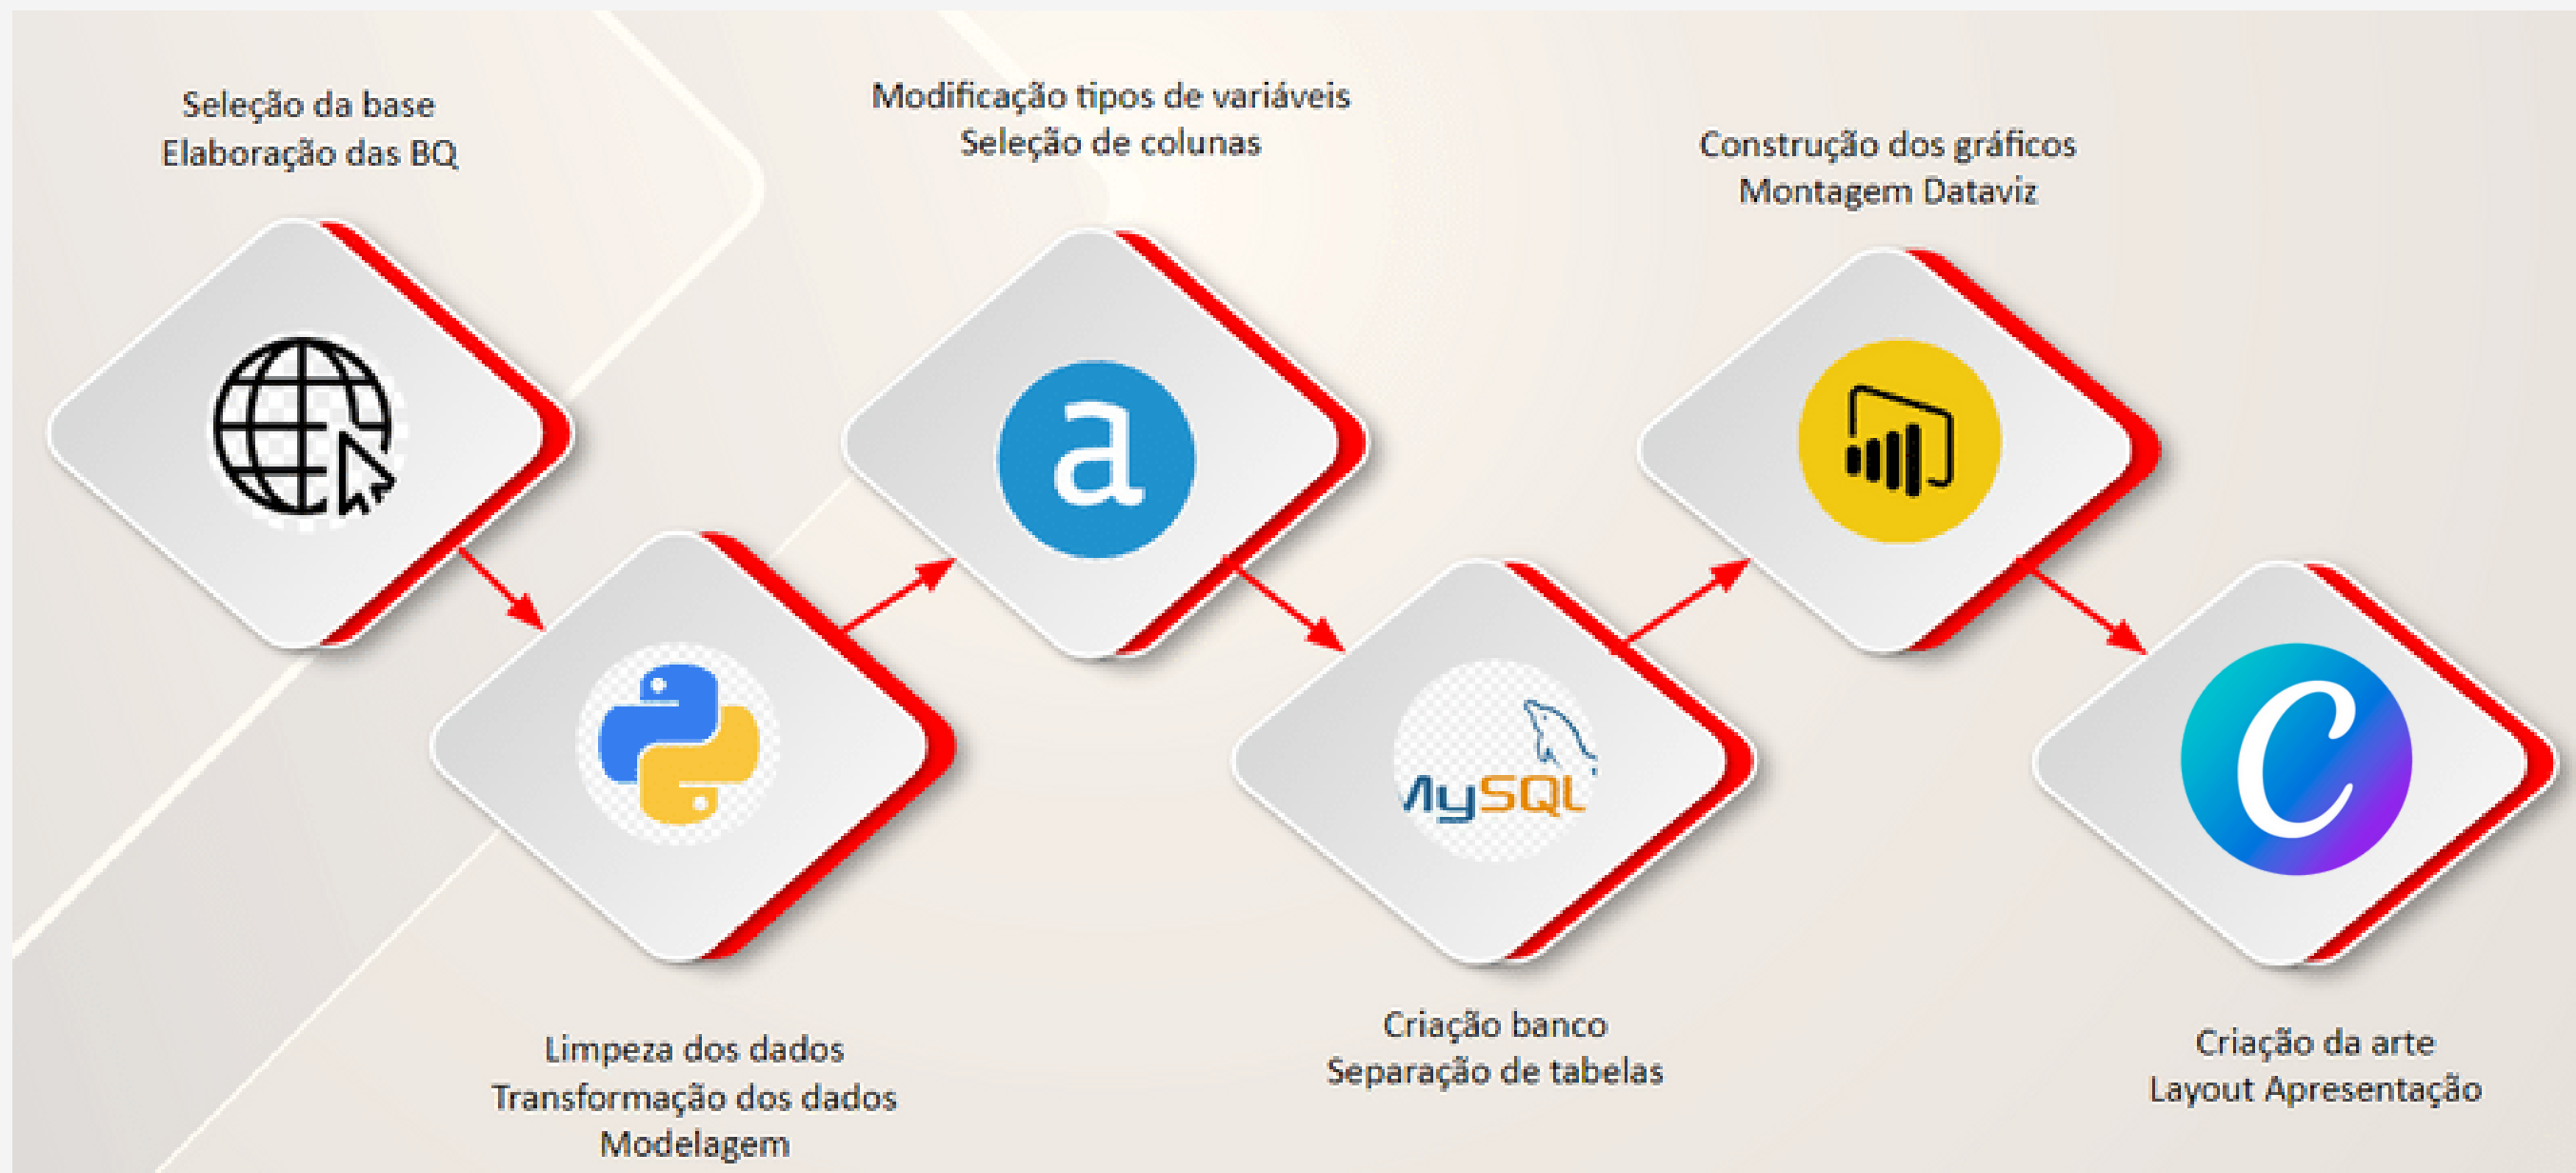 Seleção da base
Elaboração das BQ
Limpeza dos dados
Transformação dos dados
Modelagem
Modificação tipos de variáveis
Seleção de colunas
a
MySQL
Criação banco
Separação de tabelas
Construção dos gráficos
Montagem Dataviz
C
Criação da arte
Layout Apresentação